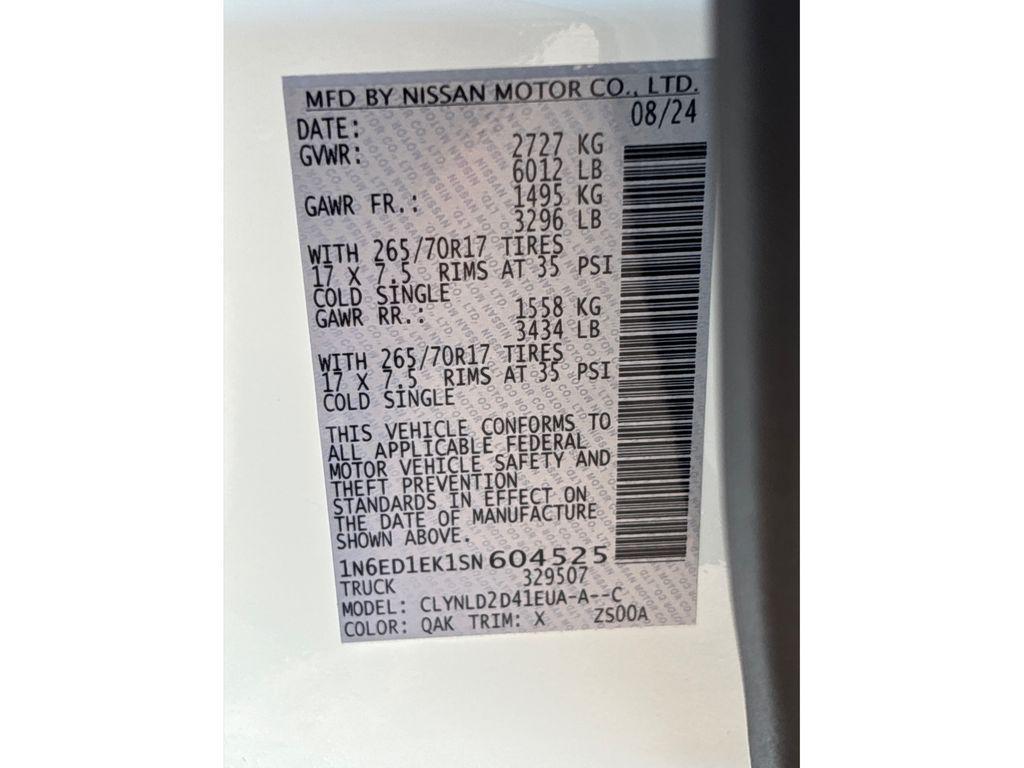 MFD BY NISSAN MOTOR CO., LTD.
DATE: 08/24
GVWR: 2727 KG
6012 LB
GAWR FR.: 1495 KG
3296 LB
WITH 265/70R17 TIRES
17 X 7.5 RIMS AT 35 PSI
COLD SINGLE
GAWR RR.: 1558 KG
3434 LB
WITH 265/70R17 TIRES
17 X 7.5 RIMS AT 35 PSI
COLD SINGLE
THIS VEHICLE CONFORMS TO
ALL APPLICABLE FEDERAL
MOTOR VEHICLE SAFETY AND
THEFT PREVENTION
STANDARDS IN EFFECT ON
THE DATE OF MANUFACTURE
SHOWN ABOVE.
1N6ED1EK1SN604525
TRUCK 329507
MODEL: CLYNLD2D41EUA-A--C
COLOR: QAK TRIM: X ZS00A